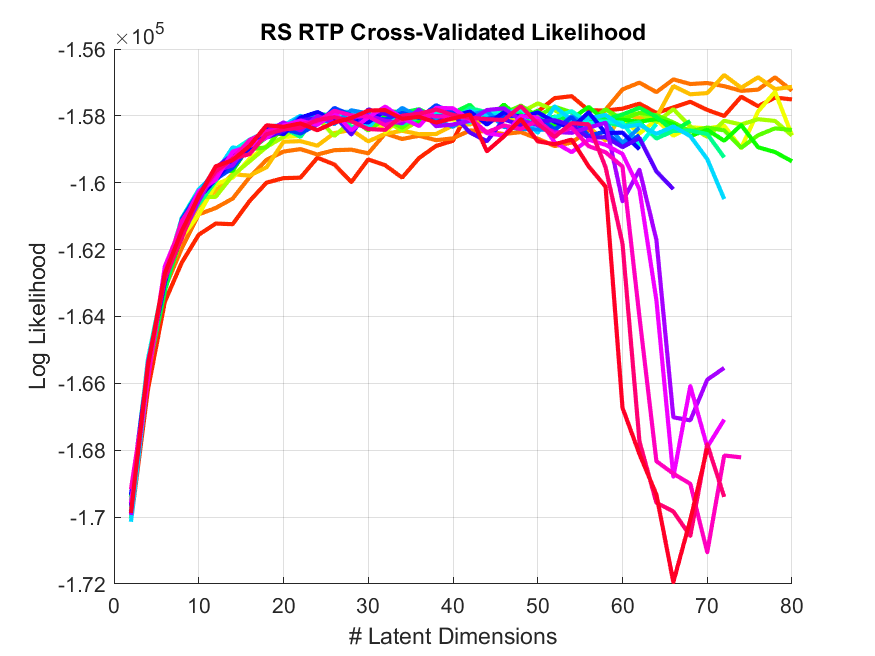 RS RTP Cross-Validated Likelihood
×10^5
-1.56
-1.58
-1.6
-1.62
-1.64
-1.66
-1.68
-1.7
-1.72
Log Likelihood
0 10 20 30 40 50 60 70 80
# Latent Dimensions